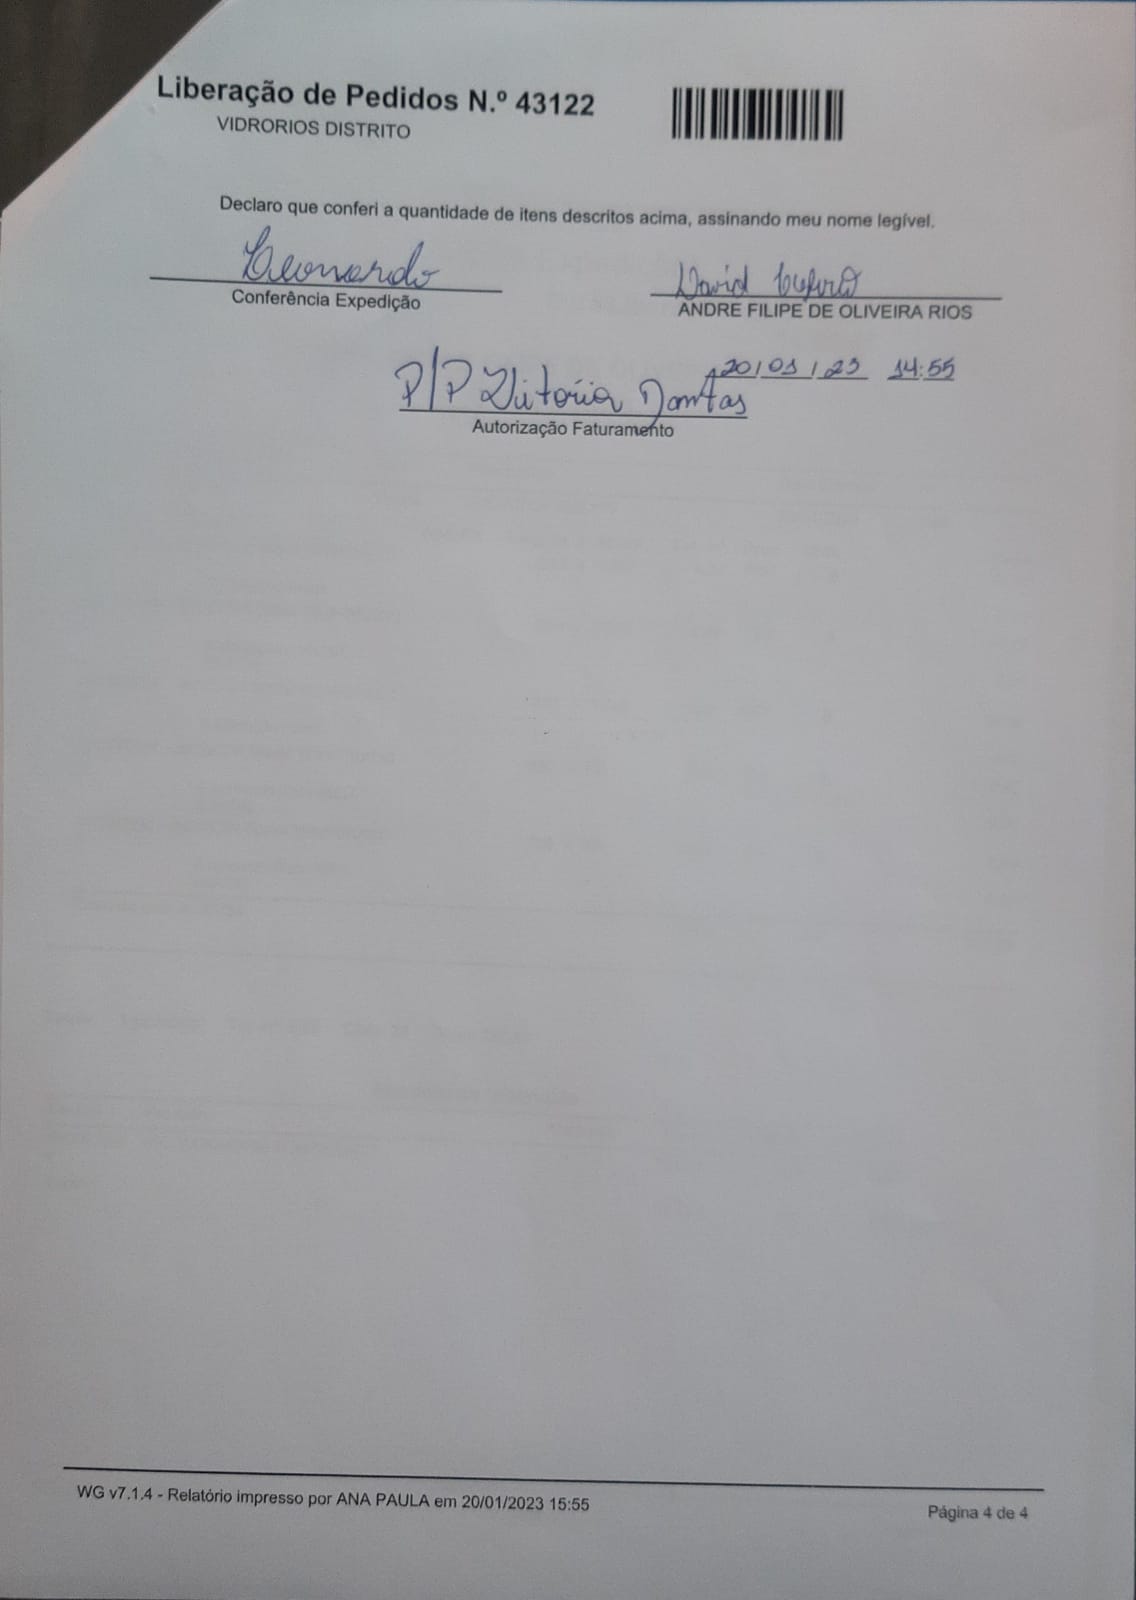 Liberação de Pedidos N.º 43122
VIDRORIOS DISTRITO
Declaro que conferi a quantidade de itens descritos acima, assinando meu nome legível.
Leonardo
Conferência Expedição
David
ANDRE FILIPE DE OLIVEIRA RIOS
20/01/23 14:55
P/P Vitória Dantas
Autorização Faturamento
WG v7.1.4 - Relatório impresso por ANA PAULA em 20/01/2023 15:55
Página 4 de 4